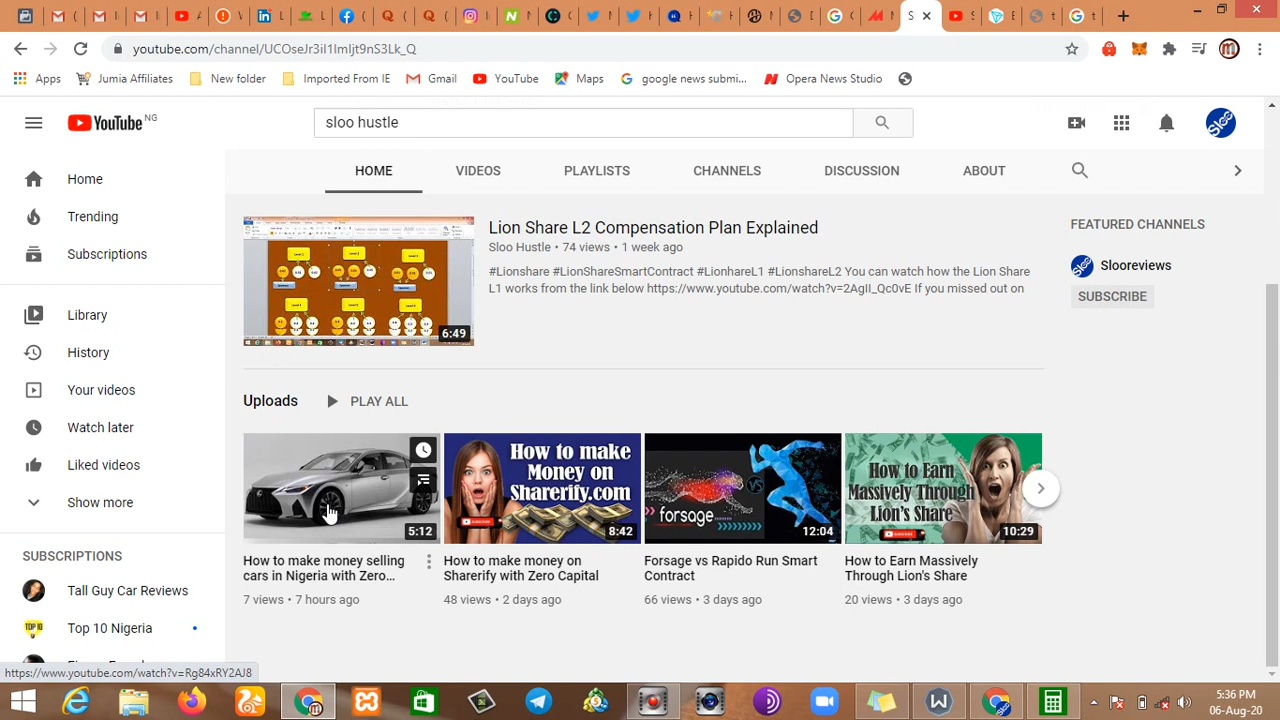 youtube.com/channel/UCOseJr3iI1lmIjt9nS3Lk_Q
Apps
Jumia Affiliates
New folder
Imported From IE
Gmail
YouTube
Maps
google news submi...
Opera News Studio
YouTube NG
sloo hustle
HOME
VIDEOS
PLAYLISTS
CHANNELS
DISCUSSION
ABOUT
Home
Trending
Subscriptions
Library
History
Your videos
Watch later
Liked videos
Show more
SUBSCRIPTIONS
Tall Guy Car Reviews
Top 10 Nigeria
Lion Share L2 Compensation Plan Explained
Sloo Hustle • 74 views • 1 week ago
#Lionshare #LionShareSmartContract #LionhareL1 #LionshareL2 You can watch how the Lion Share
L1 works from the link below https://www.youtube.com/watch?v=2AgII_Qc0vE If you missed out on
6:49
FEATURED CHANNELS
Slooreviews
SUBSCRIBE
Uploads
PLAY ALL
5:12
How to make money selling
cars in Nigeria with Zero...
7 views • 7 hours ago
How to make
Money on
Sharerify.com
8:42
How to make money on
Sharerify with Zero Capital
48 views • 2 days ago
forsage
VS
12:04
Forsage vs Rapido Run Smart
Contract
66 views • 3 days ago
How to Earn
Massively Through
Lion's Share
10:29
How to Earn Massively
Through Lion's Share
20 views • 3 days ago
https://www.youtube.com/watch?v=Rg84xRY2AJ8
5:36 PM
06-Aug-20